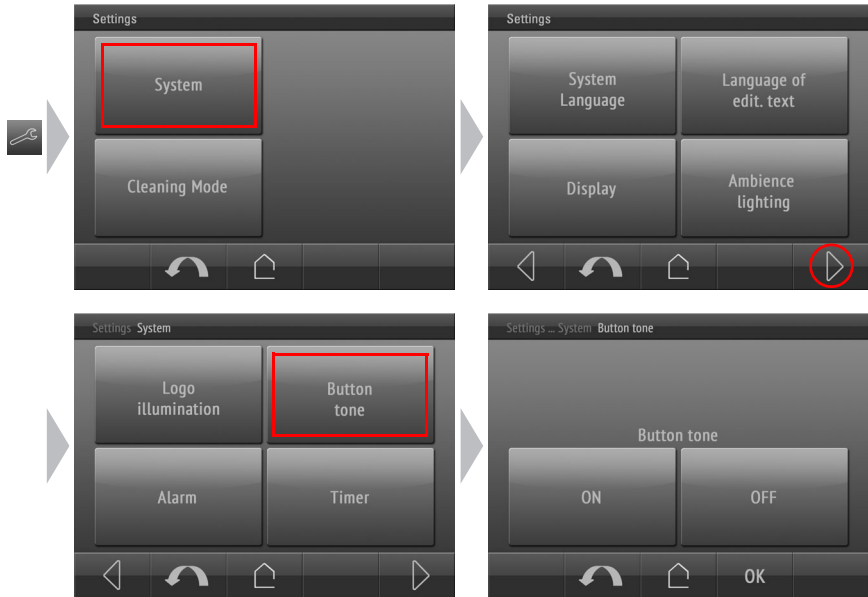 Settings
System
Cleaning Mode
Settings
System
Language
Language of
edit. text
Display
Ambience
lighting
Settings System
Logo
illumination
Button
tone
Alarm
Timer
Settings ... System Button tone
Button tone
ON
OFF
OK